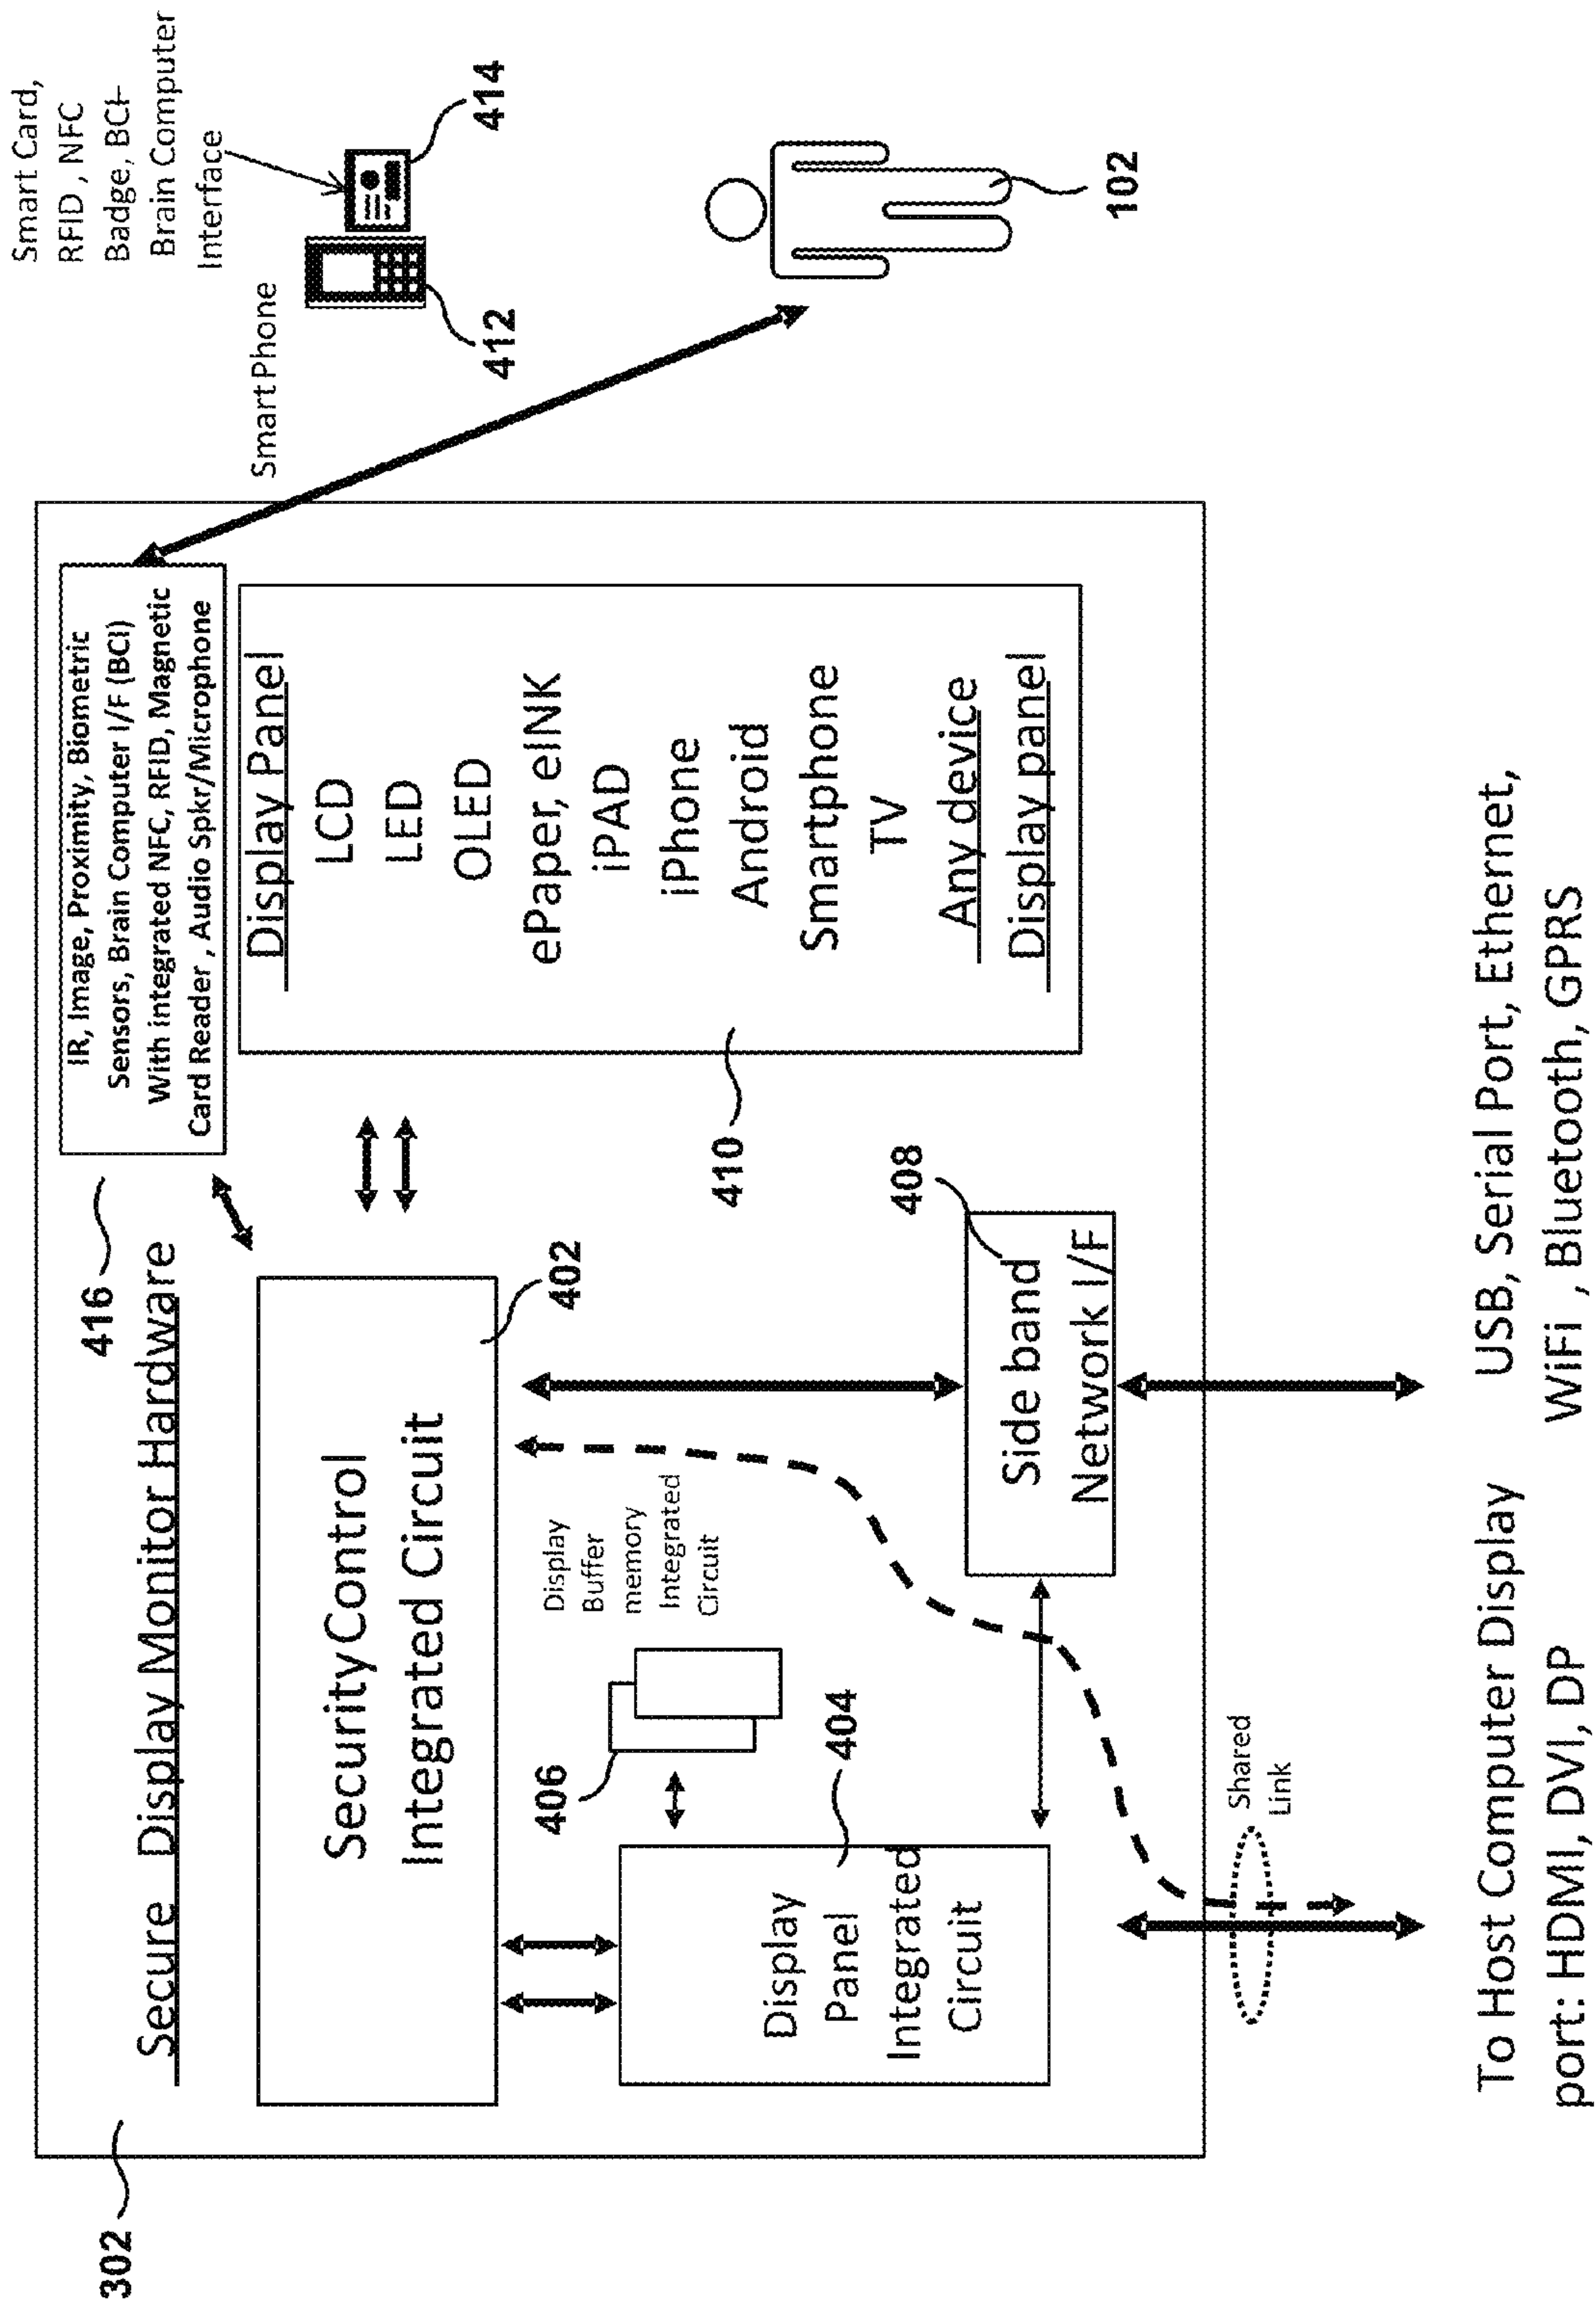 302
Secure Display Monitor Hardware
416
IR, Image, Proximity, Biometric
Sensors, Brain Computer I/F (BCI)
With integrated NFC, RFID, Magnetic
Card Reader , Audio Spkr/Microphone
Smart Card,
RFID , NFC
Badge, BCI-
Brain Computer
Interface
SmartPhone
412
414
102
Security Control
Integrated Circuit
402
Display Panel
LCD
LED
OLED
ePaper, eINK
iPAD
iPhone
Android
Smartphone
TV
Any device
Display panel
410
406
Display
Buffer
memory
Integrated
Circuit
404
Display
Panel
Integrated
Circuit
408
Side band
Network I/F
Shared
Link
To Host Computer Display
port: HDMI, DVI, DP
USB, Serial Port, Ethernet,
WiFi , Bluetooth, GPRS